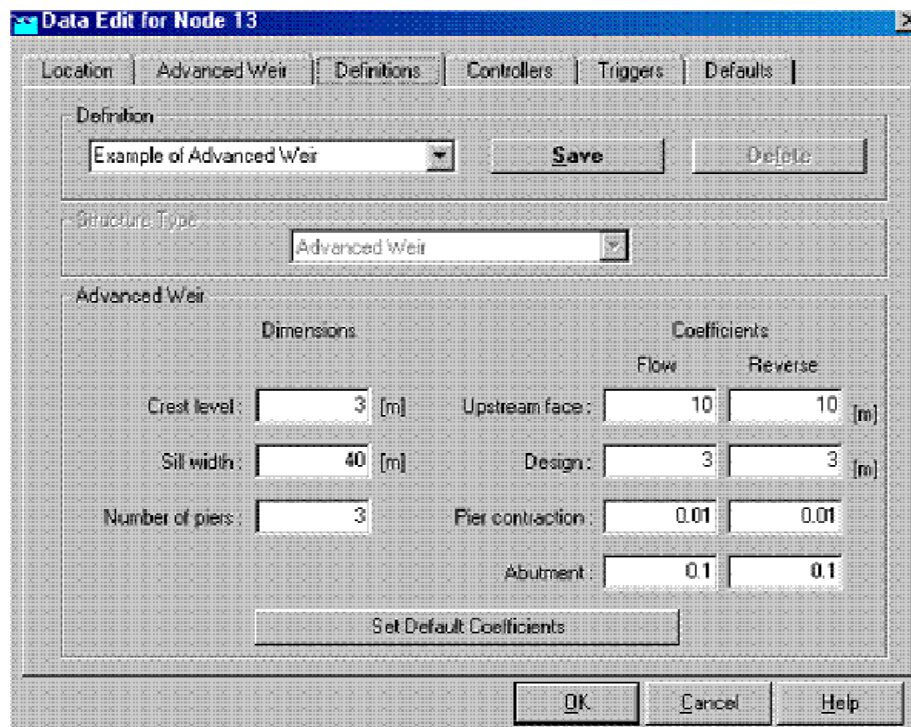 Data Edit for Node 13
Location Advanced Weir Definitions Controllers Triggers Defaults
Definition
Example of Advanced Weir Save Delete
Structure Type
Advanced Weir
Advanced Weir
Dimensions Coefficients
Flow Reverse
Crest level : 3 [m] Upstream face : 10 10 [m]
Sill width : 40 [m] Design : 3 3 [m]
Number of piers : 3 Pier contraction : 0.01 0.01
Abutment : 0.1 0.1
Set Default Coefficients
OK Cancel Help